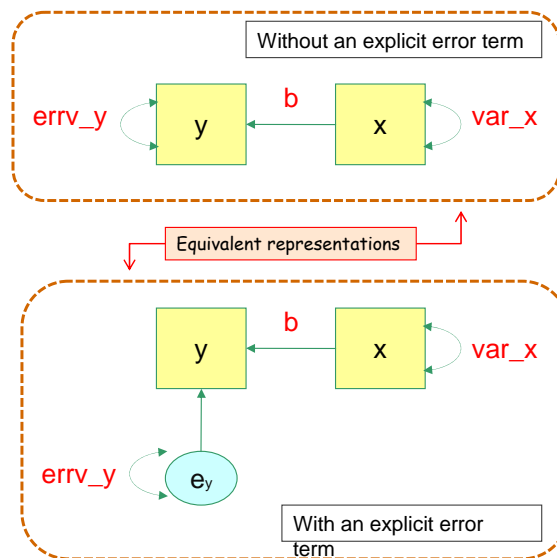 Without an explicit error term
b
errv_y
y
x
var_x
Equivalent representations
b
y
x
var_x
errv_y
ey
With an explicit error
term